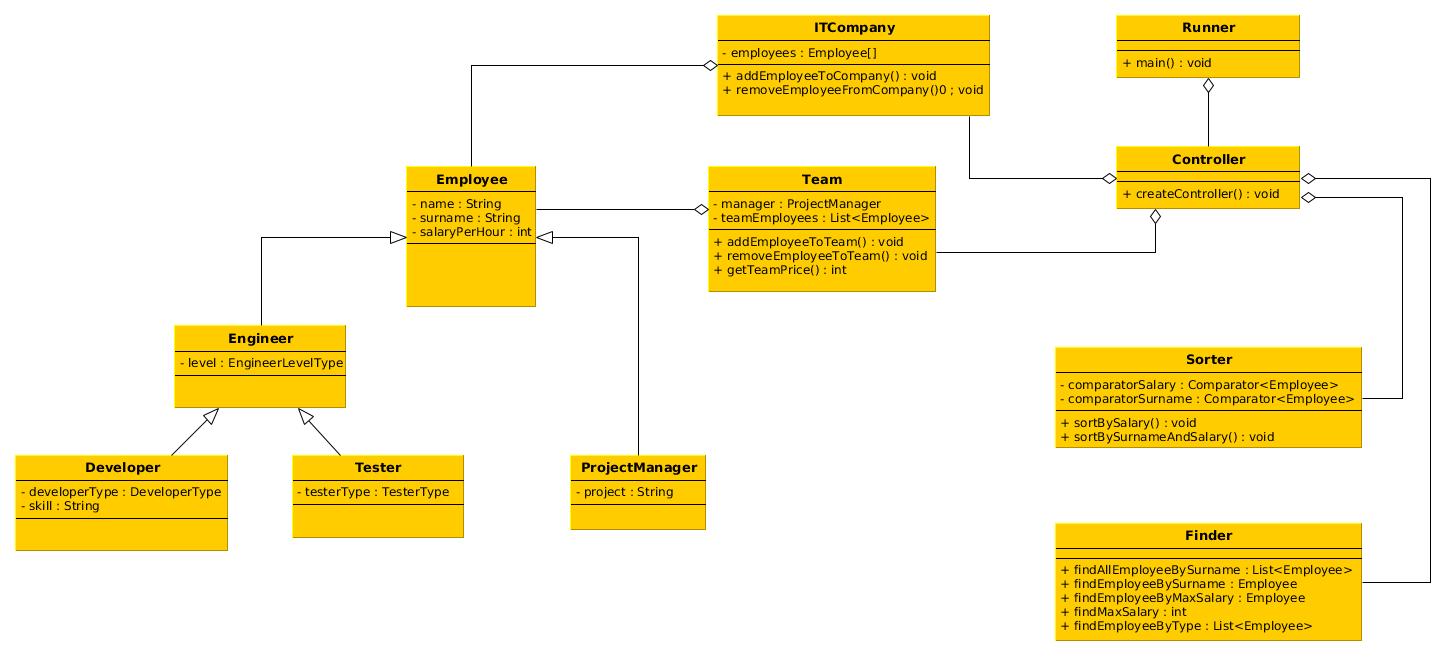 ITCompany
- employees : Employee[]
+ addEmployeeToCompany() : void
+ removeEmployeeFromCompany()0 ; void
Runner
+ main() : void
Controller
+ createController() : void
Employee
- name : String
- surname : String
- salaryPerHour : int
Team
- manager : ProjectManager
- teamEmployees : List<Employee>
+ addEmployeeToTeam() : void
+ removeEmployeeToTeam() : void
+ getTeamPrice() : int
Engineer
- level : EngineerLevelType
Sorter
- comparatorSalary : Comparator<Employee>
- comparatorSurname : Comparator<Employee>
+ sortBySalary() : void
+ sortBySurnameAndSalary() : void
Developer
- developerType : DeveloperType
- skill : String
Tester
- testerType : TesterType
ProjectManager
- project : String
Finder
+ findAllEmployeeBySurname : List<Employee>
+ findEmployeeBySurname : Employee
+ findEmployeeByMaxSalary : Employee
+ findMaxSalary : int
+ findEmployeeByType : List<Employee>